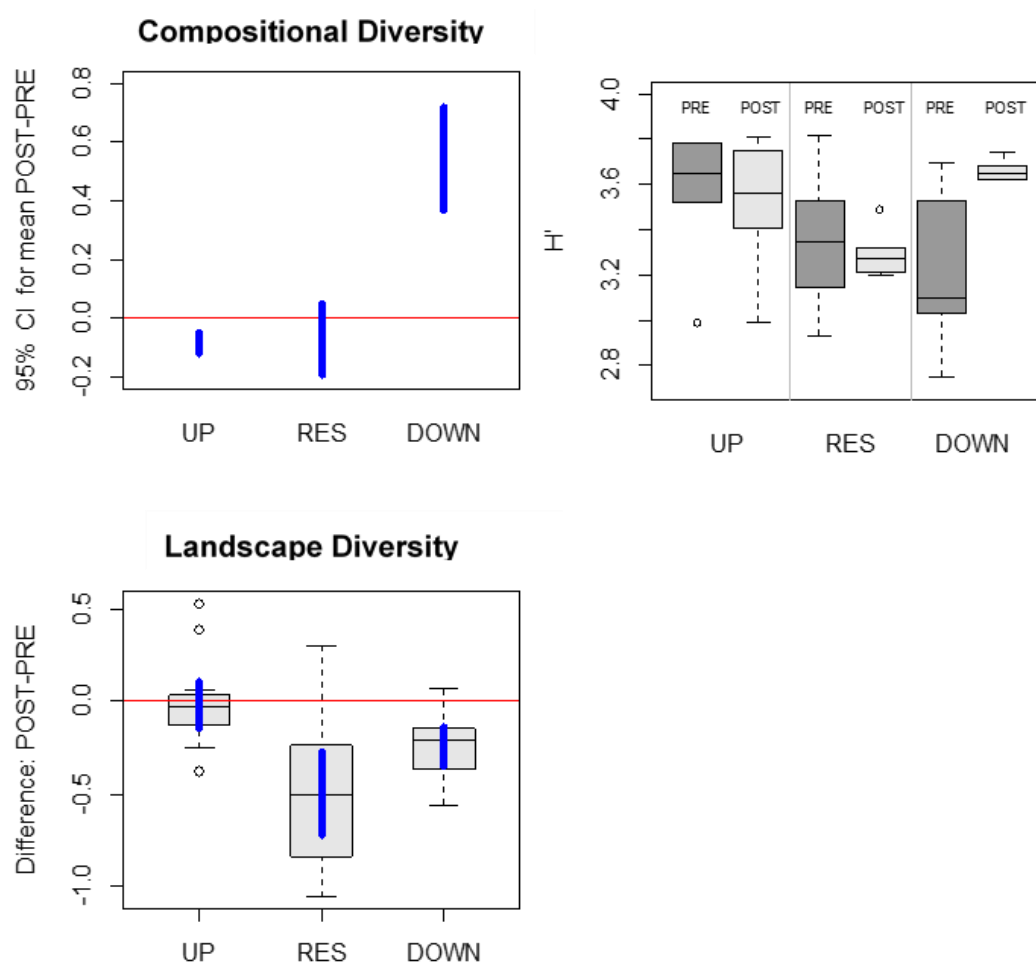 Compositional Diversity
95% CI for mean POST-PRE
0.8
0.6
0.4
0.2
0.0
-0.2
UP RES DOWN
H'
4.0
3.6
3.2
2.8
PRE POST PRE POST PRE POST
UP RES DOWN
Landscape Diversity
Difference: POST-PRE
0.5
0.0
-0.5
-1.0
UP RES DOWN